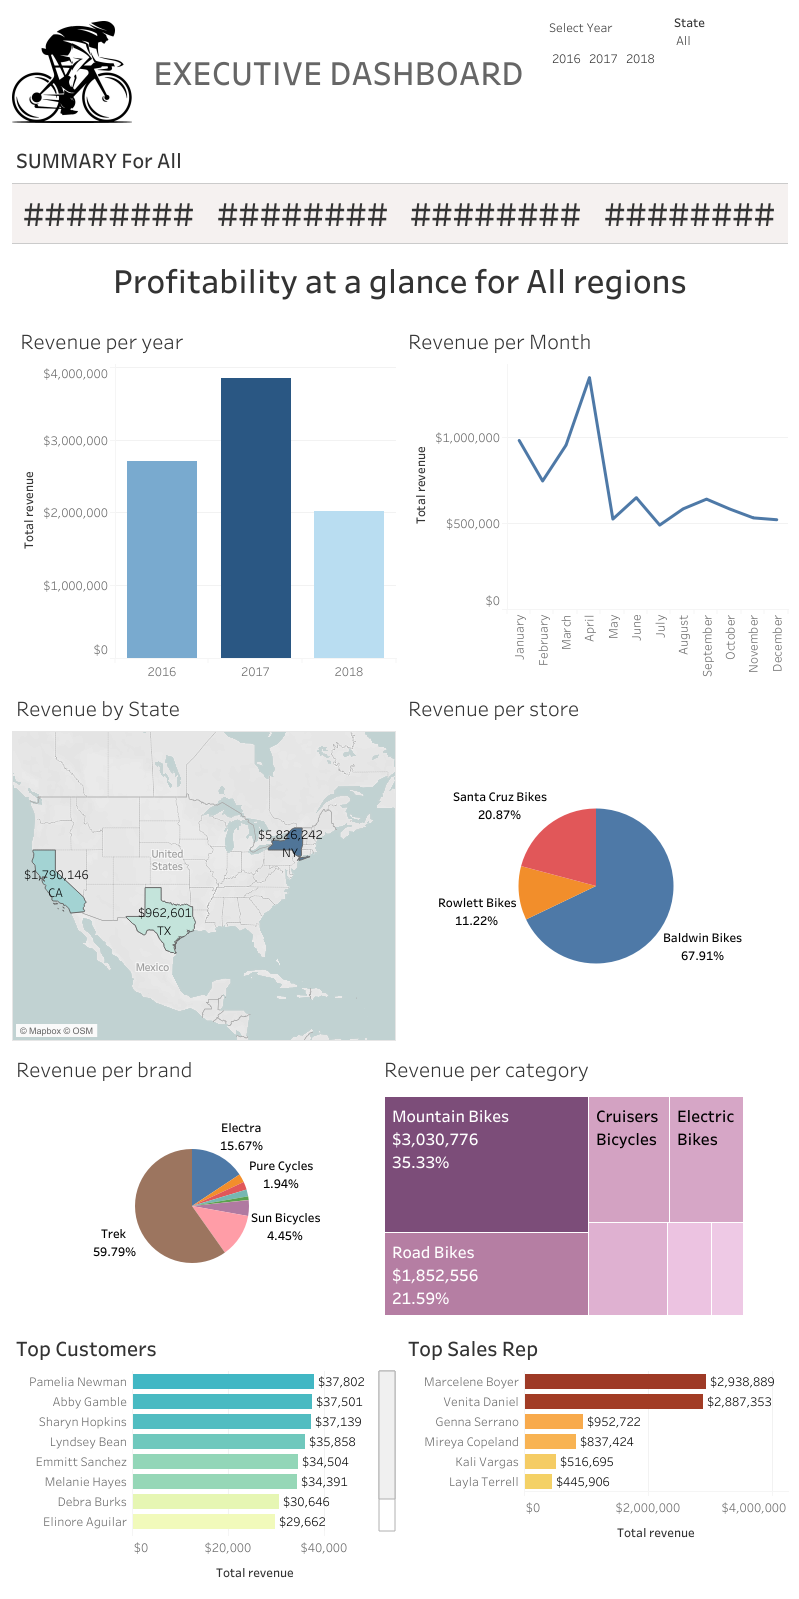 Select Year
State
All
2016 2017 2018
EXECUTIVE DASHBOARD
SUMMARY For All
######## ######## ######## ########
Profitability at a glance for All regions
Revenue per year
$4,000,000
$3,000,000
$2,000,000
$1,000,000
$0
Total revenue
2016 2017 2018
Revenue per Month
$1,000,000
$500,000
$0
Total revenue
January
February
March
April
May
June
July
August
September
October
November
December
Revenue by State
$5,826,242
NY
United
States
$1,790,146
CA
$962,601
TX
Mexico
© Mapbox © OSM
Revenue per store
Santa Cruz Bikes
20.87%
Rowlett Bikes
11.22%
Baldwin Bikes
67.91%
Revenue per brand
Electra
15.67%
Pure Cycles
1.94%
Sun Bicycles
4.45%
Trek
59.79%
Revenue per category
Mountain Bikes
$3,030,776
35.33%
Cruisers
Bicycles
Electric
Bikes
Road Bikes
$1,852,556
21.59%
Top Customers
Pamelia Newman $37,802
Abby Gamble $37,501
Sharyn Hopkins $37,139
Lyndsey Bean $35,858
Emmitt Sanchez $34,504
Melanie Hayes $34,391
Debra Burks $30,646
Elinore Aguilar $29,662
$0 $20,000 $40,000
Total revenue
Top Sales Rep
Marcelene Boyer $2,938,889
Venita Daniel $2,887,353
Genna Serrano $952,722
Mireya Copeland $837,424
Kali Vargas $516,695
Layla Terrell $445,906
$0 $2,000,000 $4,000,000
Total revenue